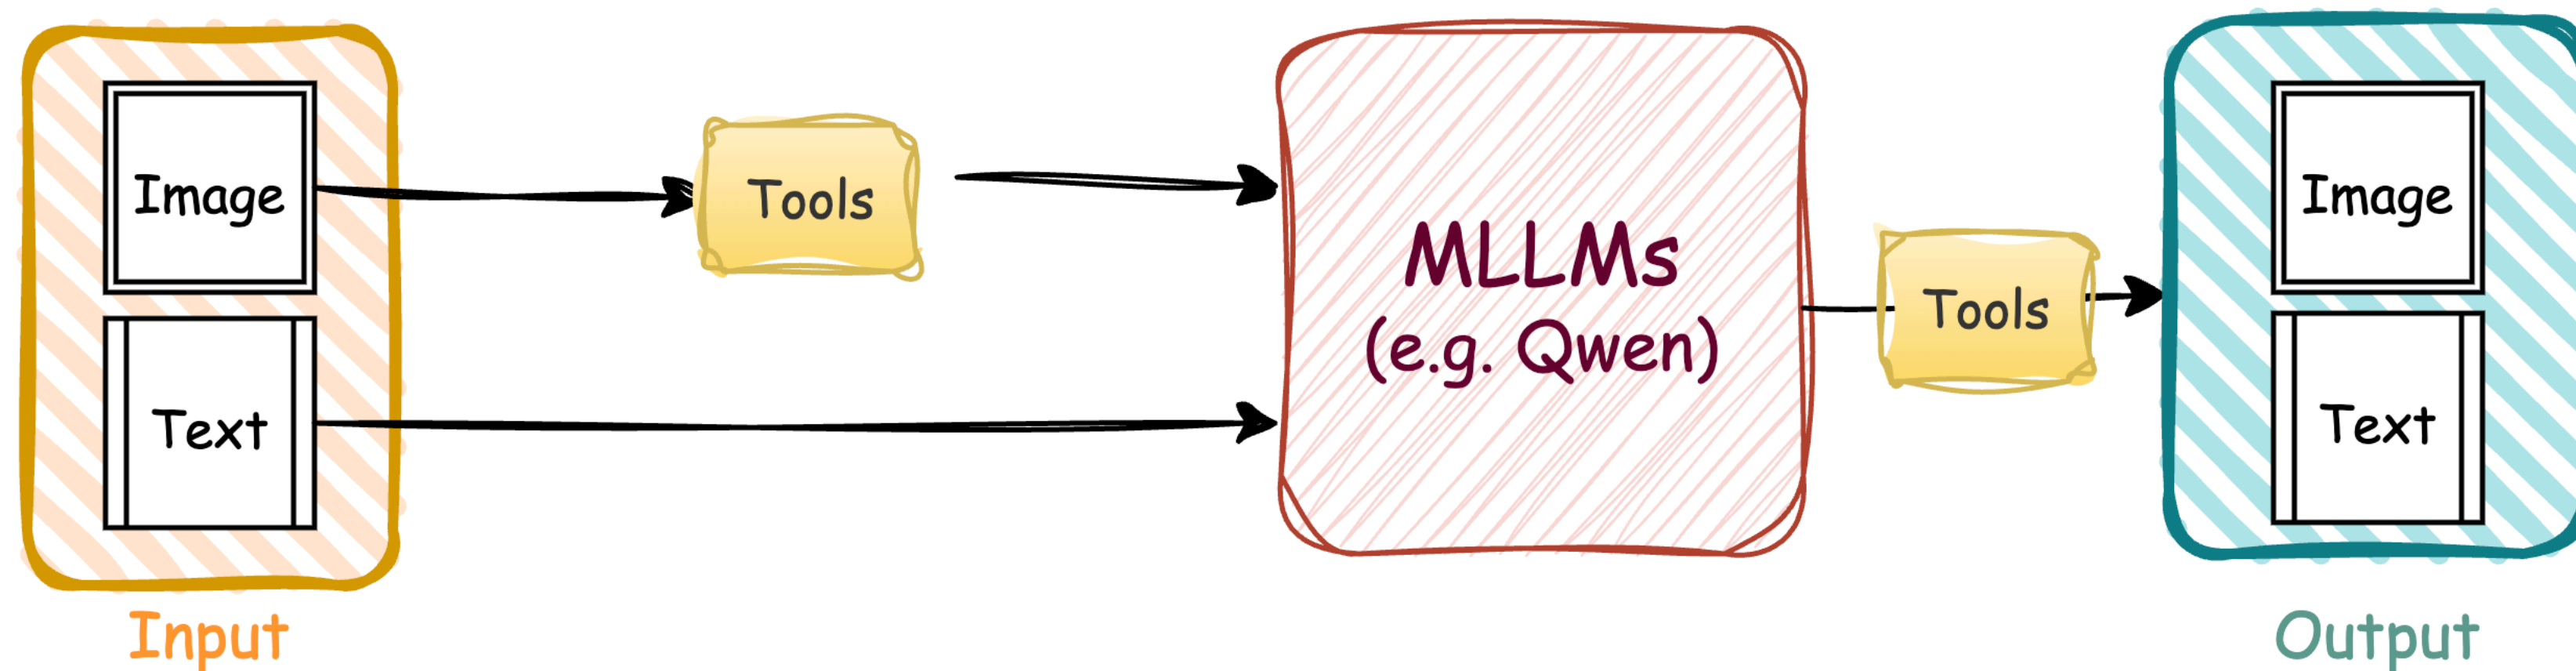 Image
Text
Input
Tools
MLLMs
(e.g. Qwen)
Tools
Image
Text
Output